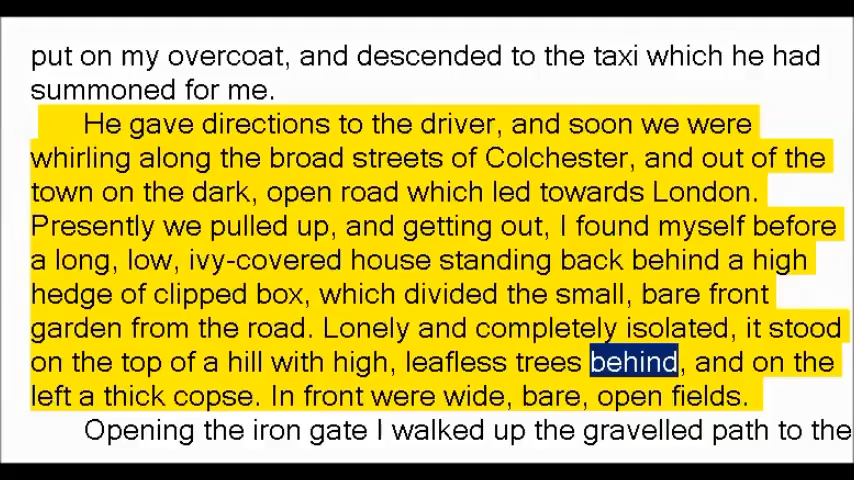 put on my overcoat, and descended to the taxi which he had
summoned for me.
He gave directions to the driver, and soon we were
whirling along the broad streets of Colchester, and out of the
town on the dark, open road which led towards London.
Presently we pulled up, and getting out, I found myself before
a long, low, ivy-covered house standing back behind a high
hedge of clipped box, which divided the small, bare front
garden from the road. Lonely and completely isolated, it stood
on the top of a hill with high, leafless trees behind, and on the
left a thick copse. In front were wide, bare, open fields.
Opening the iron gate I walked up the gravelled path to the